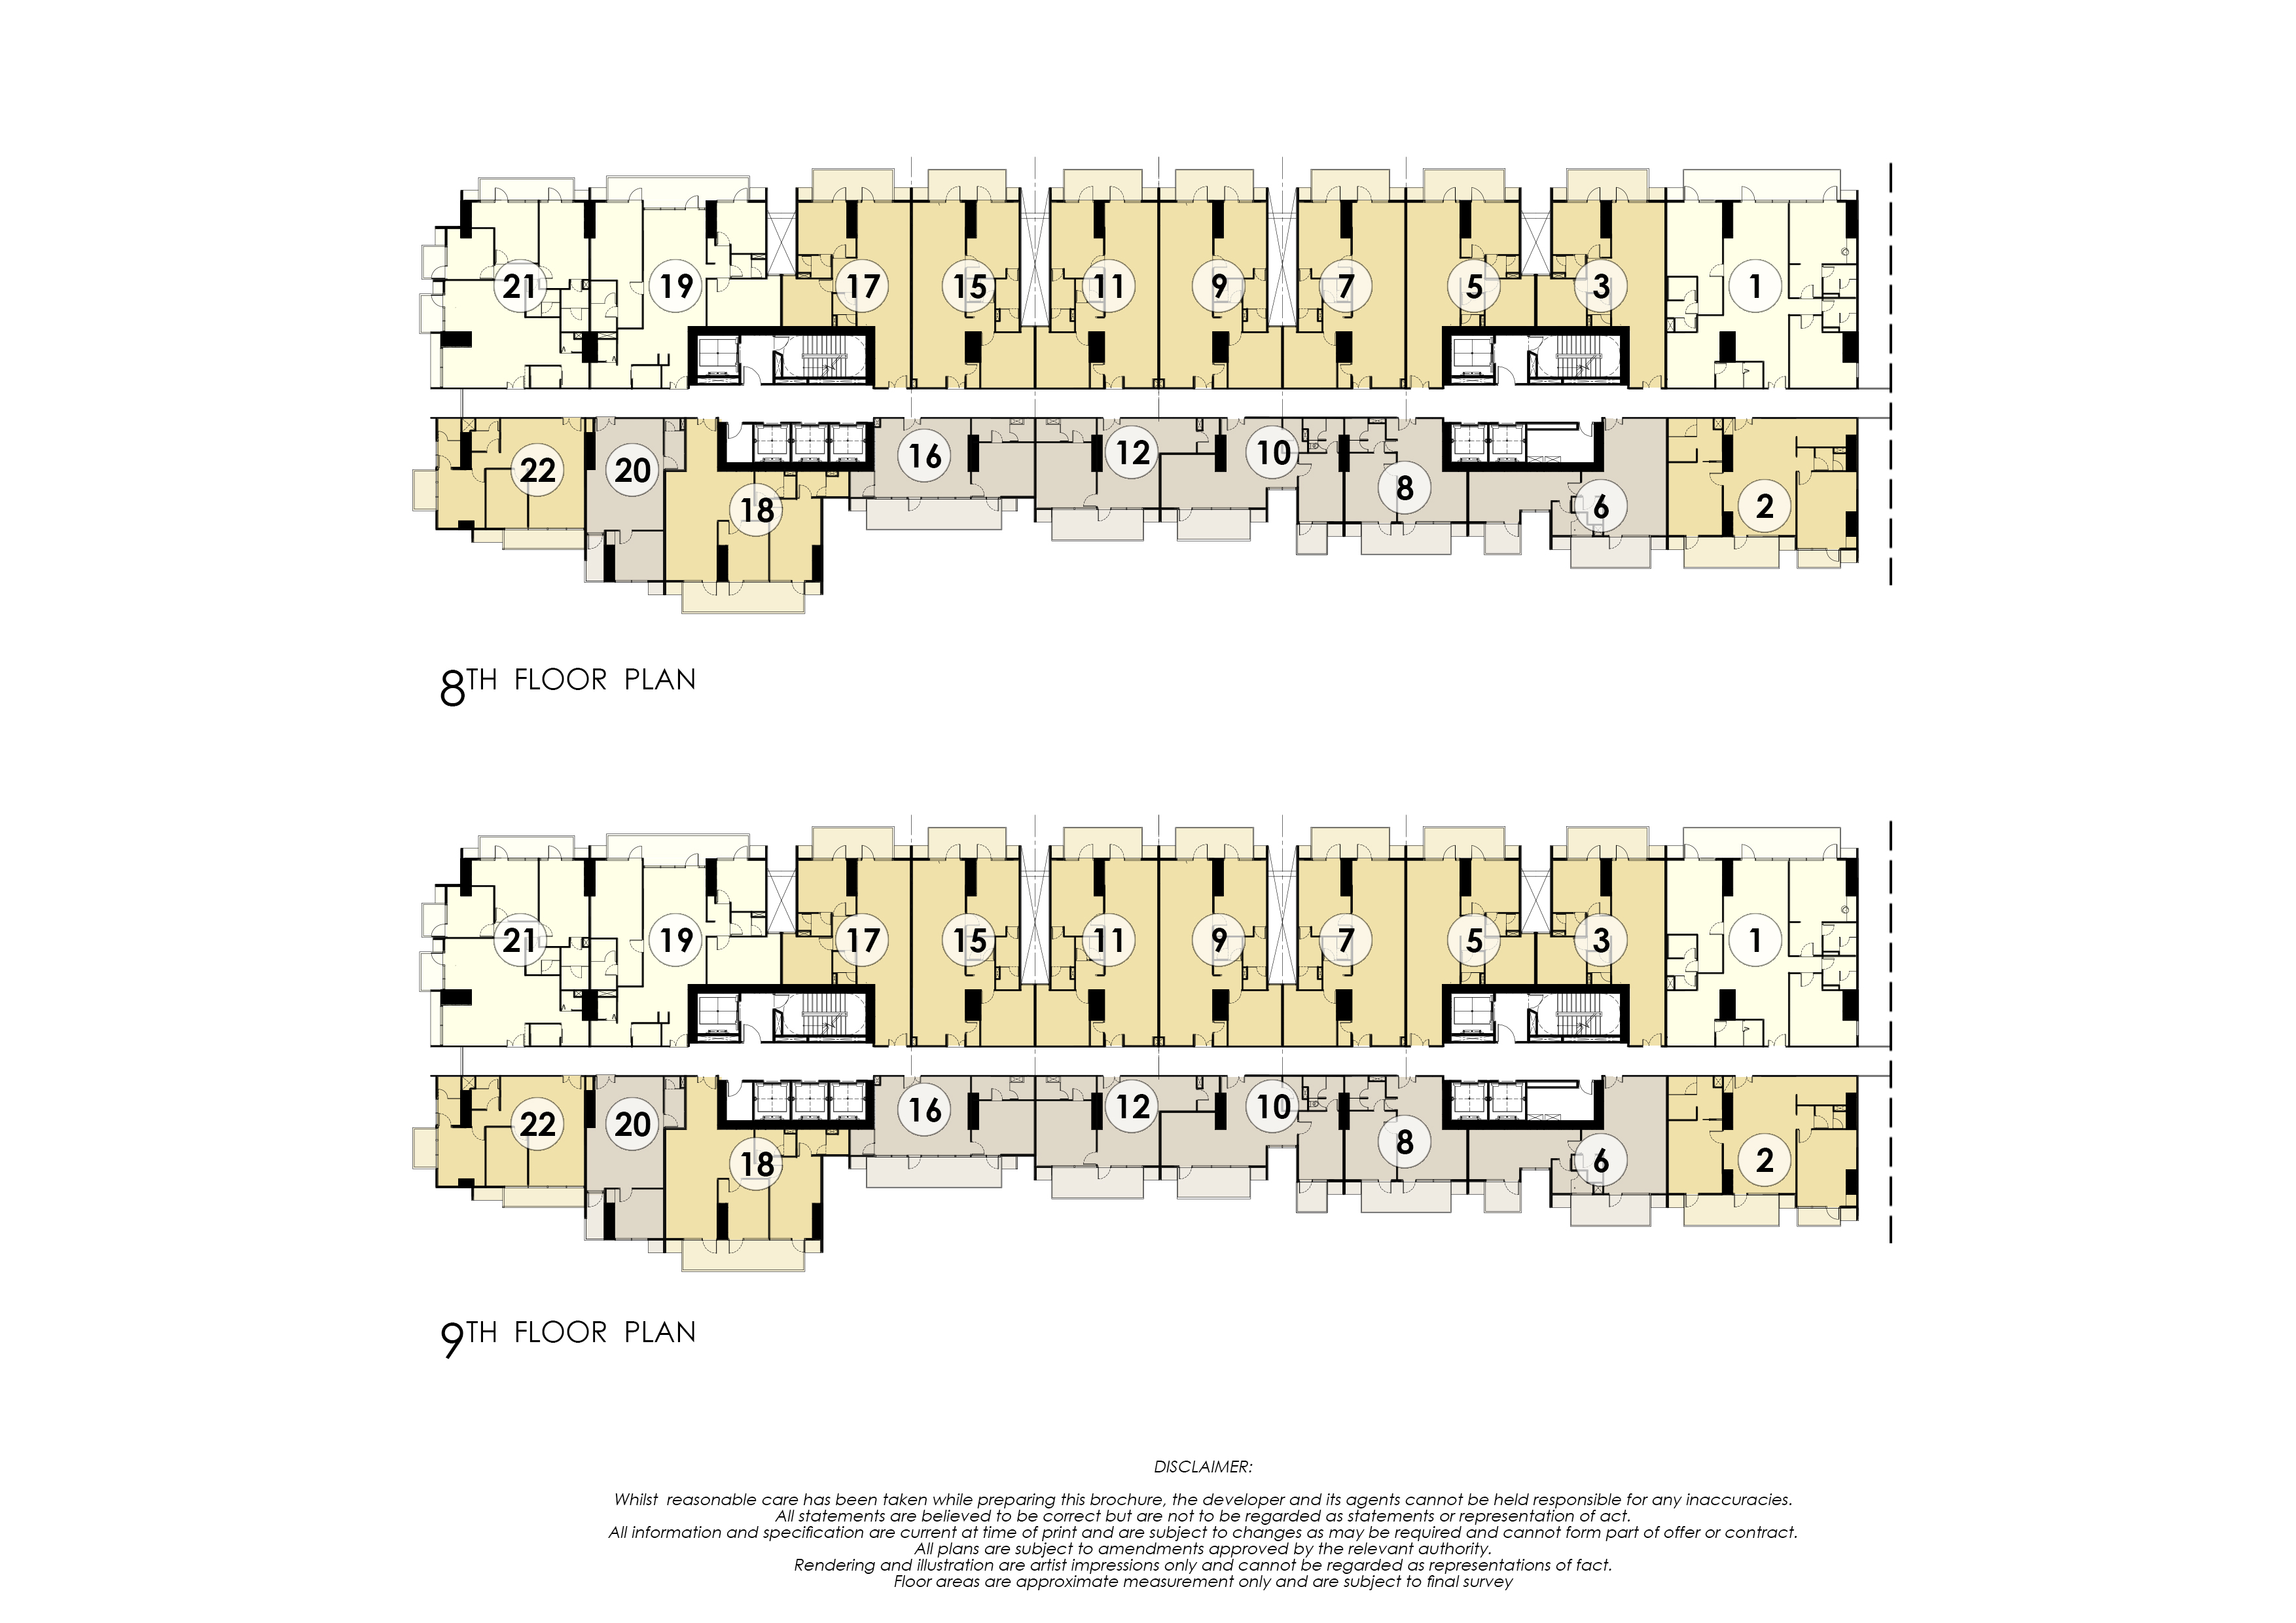 21 19 17 15 11 9 7 5 3 1
22 20 18 16 12 10 8 6 2
8TH FLOOR PLAN
21 19 17 15 11 9 7 5 3 1
22 20 18 16 12 10 8 6 2
9TH FLOOR PLAN
DISCLAIMER:
Whilst reasonable care has been taken while preparing this brochure, the developer and its agents cannot be held responsible for any inaccuracies.
All statements are believed to be correct but are not to be regarded as statements or representation of act.
All information and specification are current at time of print and are subject to changes as may be required and cannot form part of offer or contract.
All plans are subject to amendments approved by the relevant authority.
Rendering and illustration are artist impressions only and cannot be regarded as representations of fact.
Floor areas are approximate measurement only and are subject to final survey